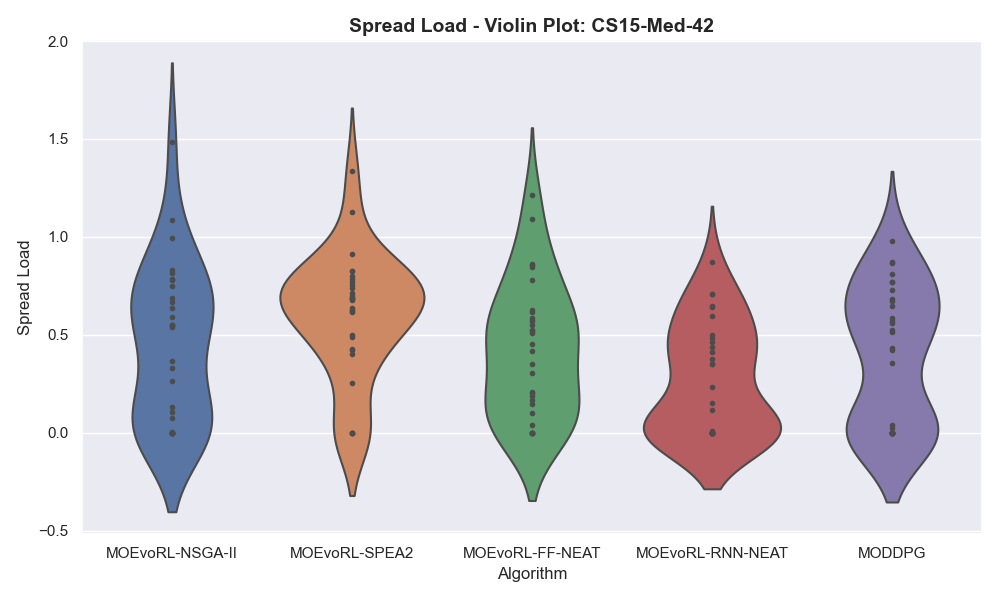 Spread Load - Violin Plot: CS15-Med-42
2.0
1.5
1.0
0.5
0.0
−0.5
Spread Load
MOEvoRL-NSGA-II MOEvoRL-SPEA2 MOEvoRL-FF-NEAT MOEvoRL-RNN-NEAT MODDPG
Algorithm